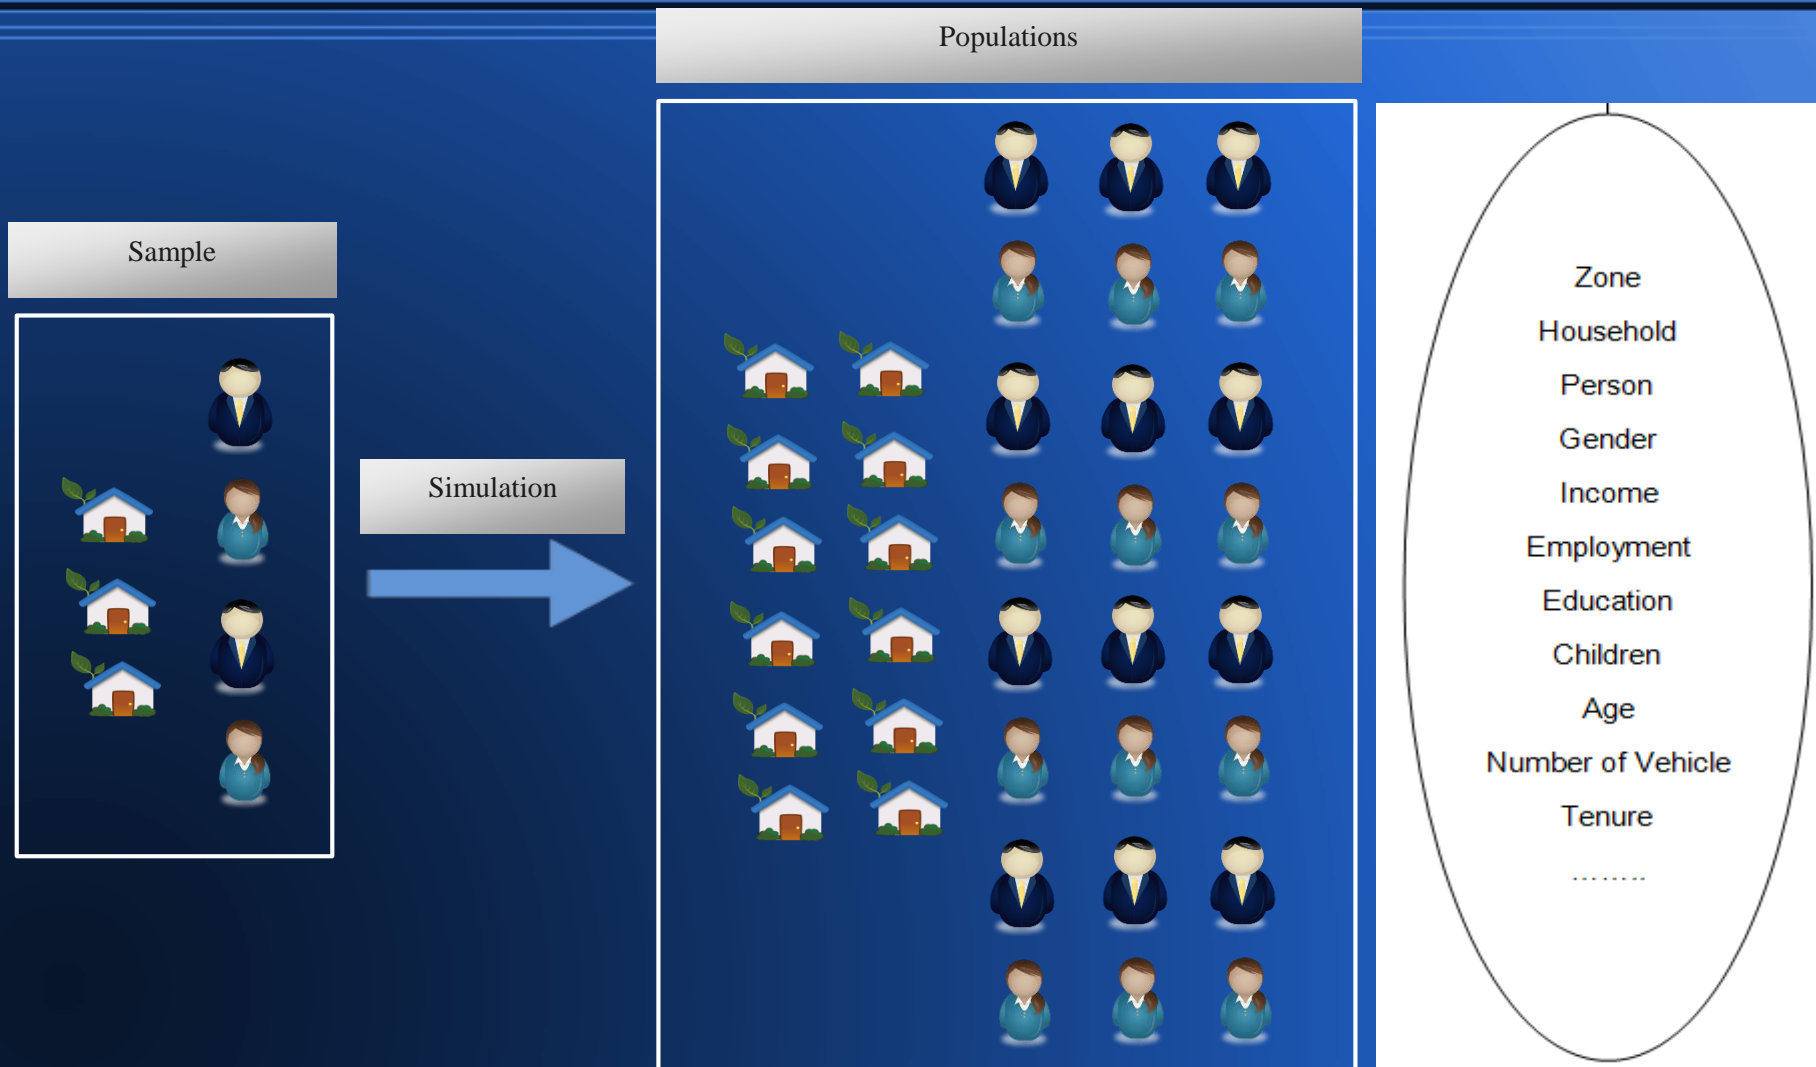 Populations
Sample
Simulation
Zone
Household
Person
Gender
Income
Employment
Education
Children
Age
Number of Vehicle
Tenure
........